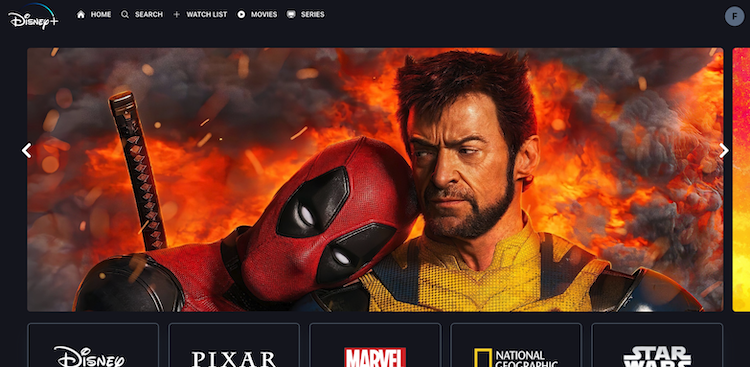 Disney+
HOME
SEARCH
WATCH LIST
MOVIES
SERIES
F
Disney
PIXAR
MARVEL
NATIONAL
GEOGRAPHIC
STAR
WARS